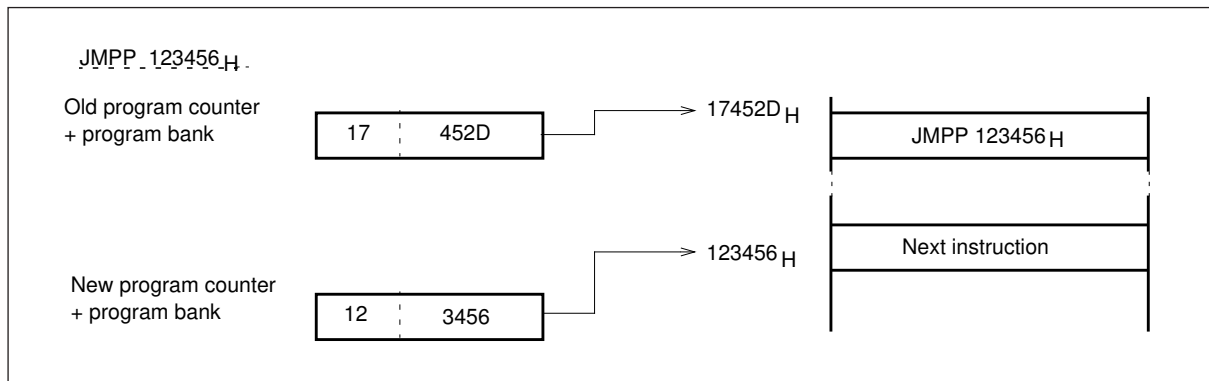 JMPP 123456H
Old program counter
+ program bank
17 452D
17452DH
JMPP 123456H
New program counter
+ program bank
12 3456
123456H
Next instruction